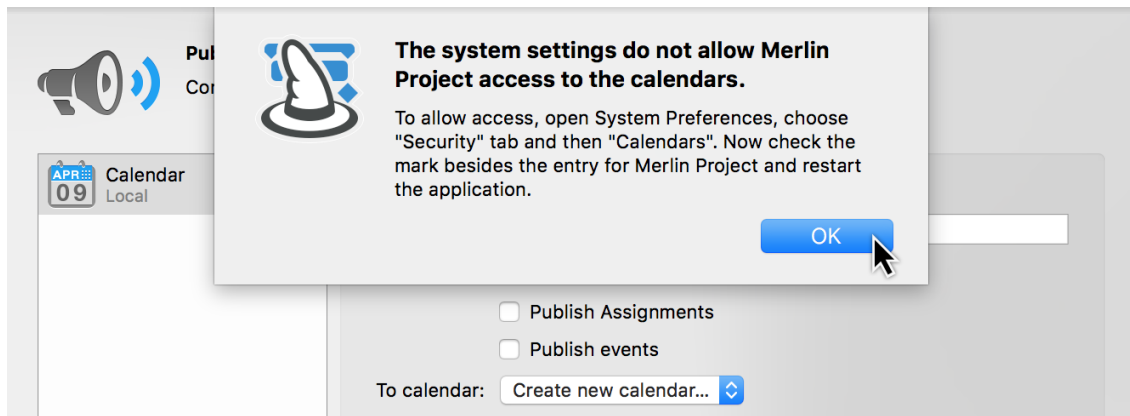 The system settings do not allow Merlin
Project access to the calendars.
To allow access, open System Preferences, choose
"Security" tab and then "Calendars". Now check the
mark besides the entry for Merlin Project and restart
the application.
OK
APR
09
Calendar
Local
Publish Assignments
Publish events
To calendar:
Create new calendar...